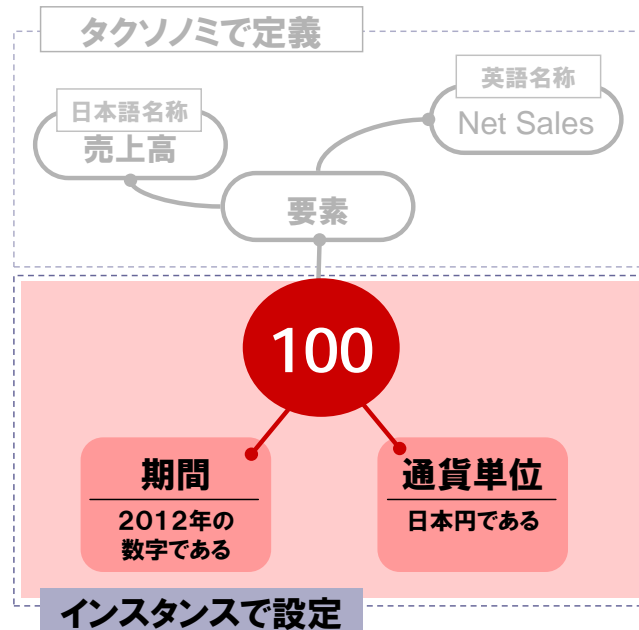 タクソノミで定義
英語名称
Net Sales
日本語名称
売上高
要素
100
期間
2012年の
数字である
通貨単位
日本円である
インスタンスで設定